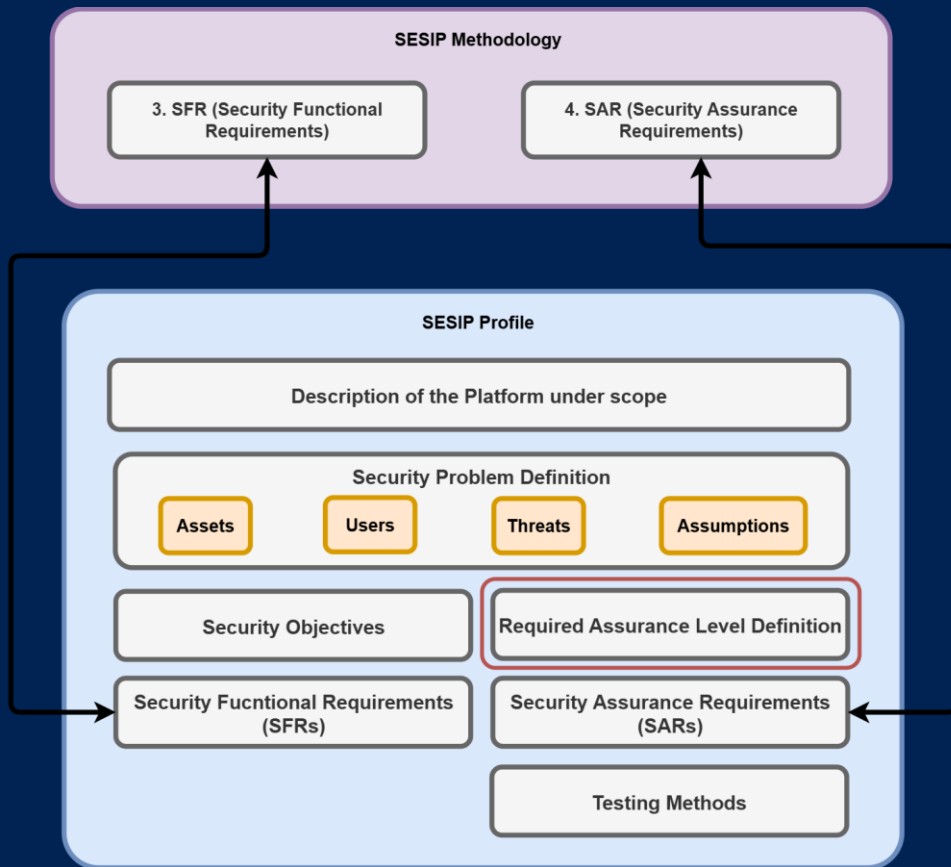 SESIP Methodology
3. SFR (Security Functional
Requirements)
4. SAR (Security Assurance
Requirements)
SESIP Profile
Description of the Platform under scope
Security Problem Definition
Assets
Users
Threats
Assumptions
Security Objectives
Required Assurance Level Definition
Security Fucntional Requirements
(SFRs)
Security Assurance Requirements
(SARs)
Testing Methods